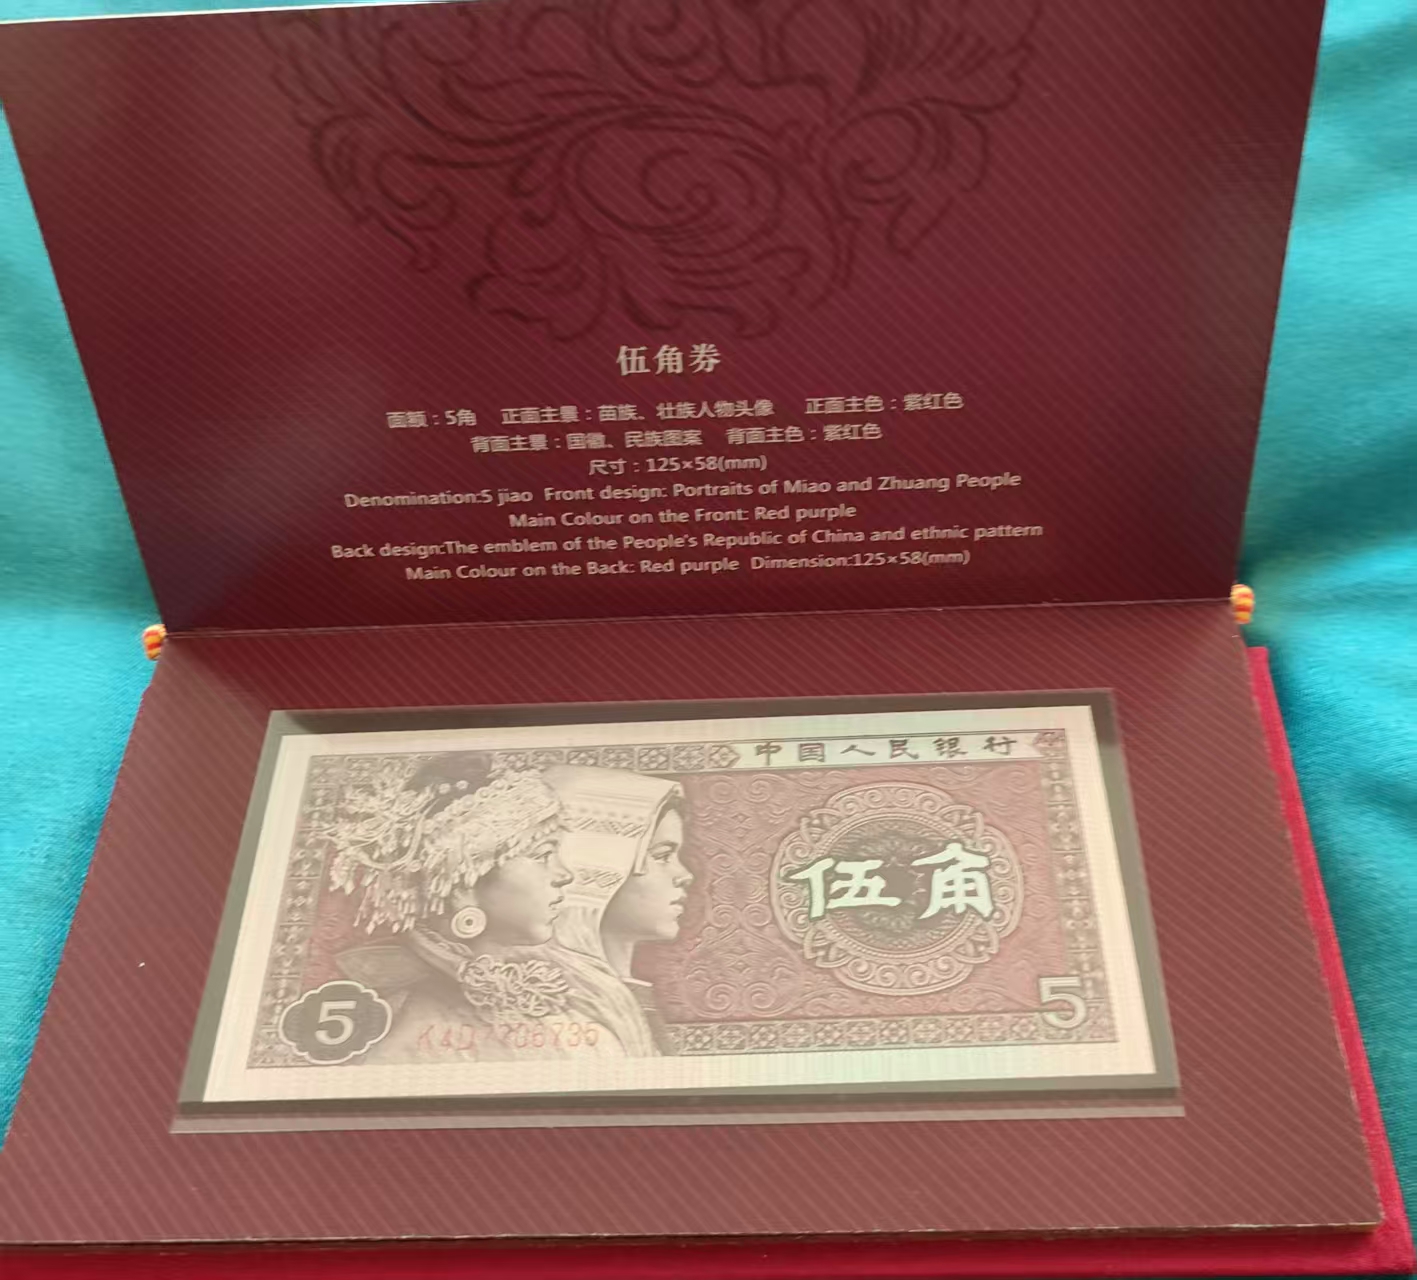 伍角券
面额：5角 正面主景：苗族、壮族人物头像 正面主色：紫红色
背面主景：国徽、民族图案 背面主色：紫红色
尺寸：125×58(mm)
Denomination:5 jiao Front design: Portraits of Miao and Zhuang People
Main Colour on the Front: Red purple
Back design:The emblem of the People's Republic of China and ethnic pattern
Main Colour on the Back: Red purple Dimension:125×58(mm)
中国人民银行
伍角
5
5